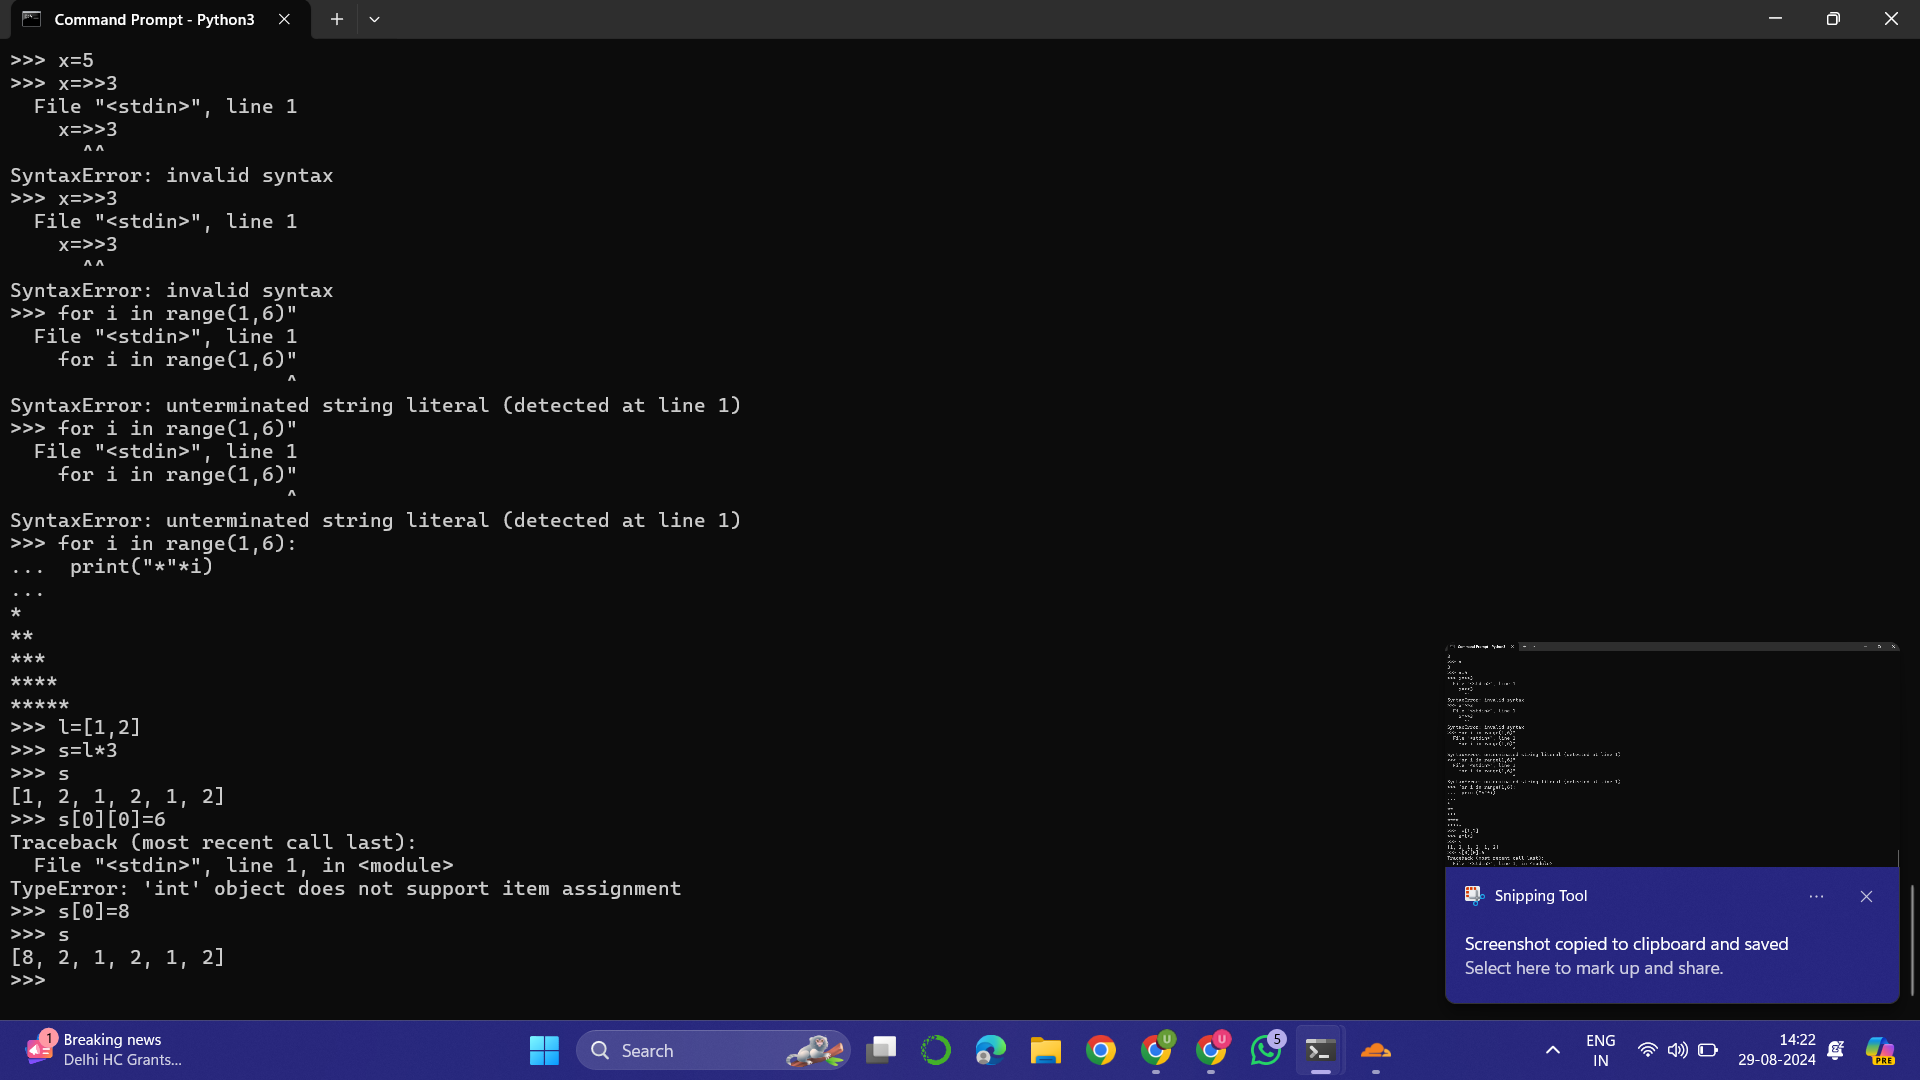 Command Prompt - Python3
>>> x=5
>>> x=>>3
  File "<stdin>", line 1
    x=>>3
      ^^
SyntaxError: invalid syntax
>>> x=>>3
  File "<stdin>", line 1
    x=>>3
      ^^
SyntaxError: invalid syntax
>>> for i in range(1,6)"
  File "<stdin>", line 1
    for i in range(1,6)"
                       ^
SyntaxError: unterminated string literal (detected at line 1)
>>> for i in range(1,6)"
  File "<stdin>", line 1
    for i in range(1,6)"
                       ^
SyntaxError: unterminated string literal (detected at line 1)
>>> for i in range(1,6):
...  print("*"*i)
...
*
**
***
****
*****
>>> l=[1,2]
>>> s=l*3
>>> s
[1, 2, 1, 2, 1, 2]
>>> s[0][0]=6
Traceback (most recent call last):
  File "<stdin>", line 1, in <module>
TypeError: 'int' object does not support item assignment
>>> s[0]=8
>>> s
[8, 2, 1, 2, 1, 2]
>>>
Snipping Tool
Screenshot copied to clipboard and saved
Select here to mark up and share.
1
Breaking news
Delhi HC Grants...
Search
U
U
5
ENG
IN
14:22
29-08-2024
PRE